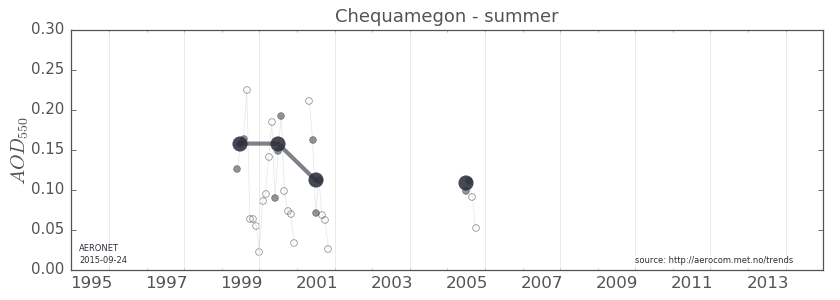 Chequamegon - summer
0.30
0.25
0.20
0.15
0.10
0.05
0.00
AOD550
AERONET
2015-09-24
source: http://aerocom.met.no/trends
1995 1997 1999 2001 2003 2005 2007 2009 2011 2013